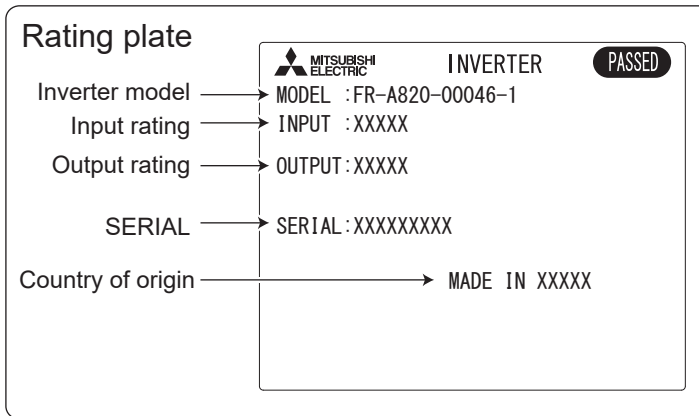 Rating plate
MITSUBISHI
ELECTRIC
INVERTER
PASSED
Inverter model
MODEL :FR-A820-00046-1
Input rating
INPUT :XXXXX
Output rating
OUTPUT:XXXXX
SERIAL
SERIAL:XXXXXXXXX
Country of origin
MADE IN XXXXX